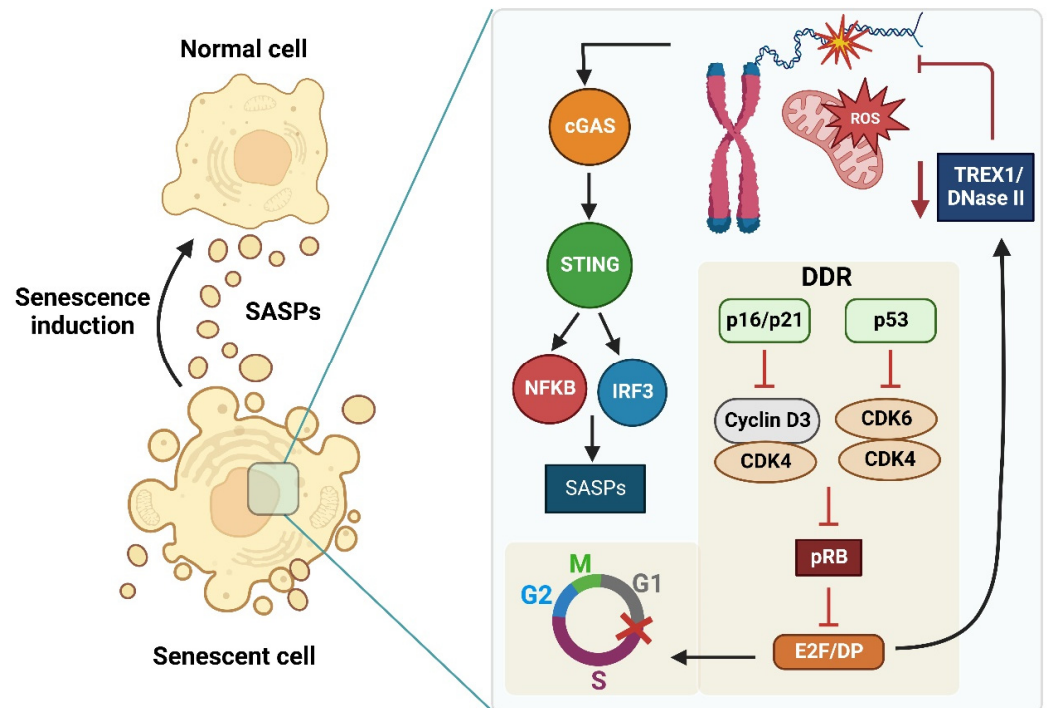 Normal cell
Senescence
induction
SASPs
Senescent cell
cGAS
STING
NFKB
IRF3
SASPs
ROS
TREX1/
DNase II
DDR
p16/p21
p53
Cyclin D3
CDK4
CDK6
CDK4
pRB
E2F/DP
M
G1
G2
S